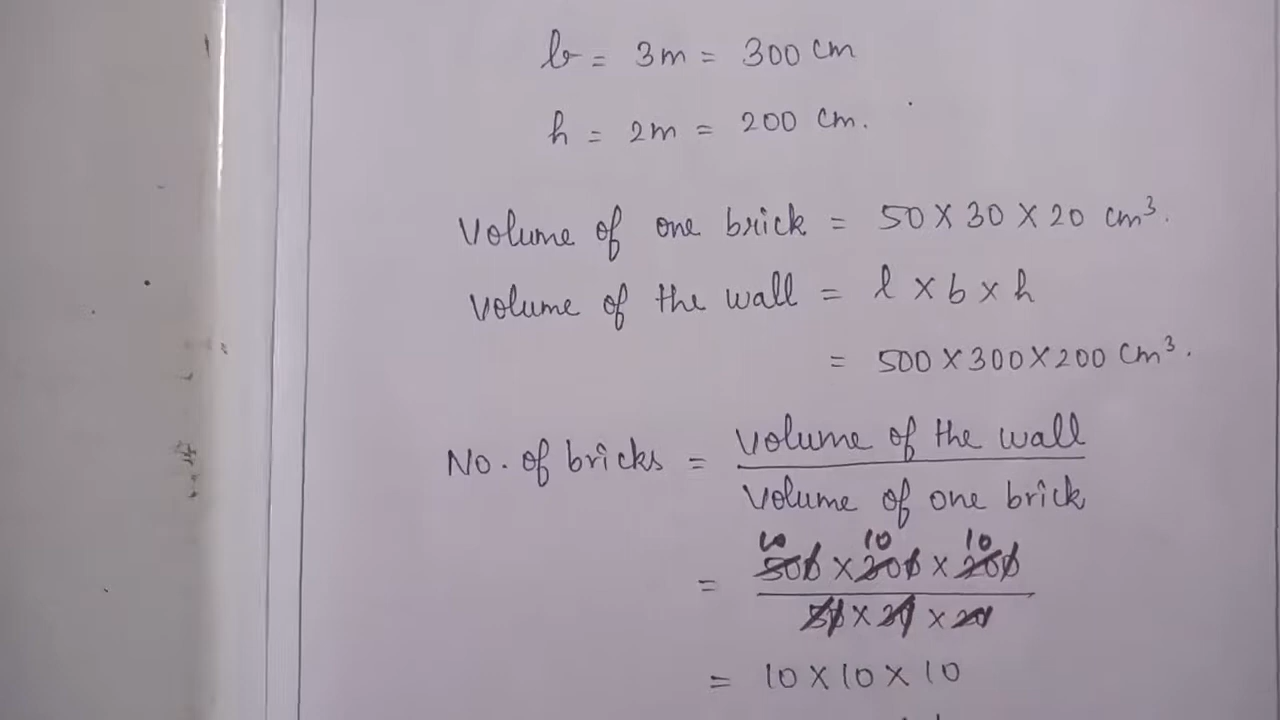 b = 3m = 300 cm
h = 2m = 200 cm.
Volume of one brick = 50 X 30 X 20 cm³.
Volume of the wall = l X b X h
= 500 X 300 X 200 cm³.
No. of bricks = Volume of the wall
Volume of one brick
10 10 10
= 500 X 300 X 200
50 X 30 X 20
= 10 X 10 X 10